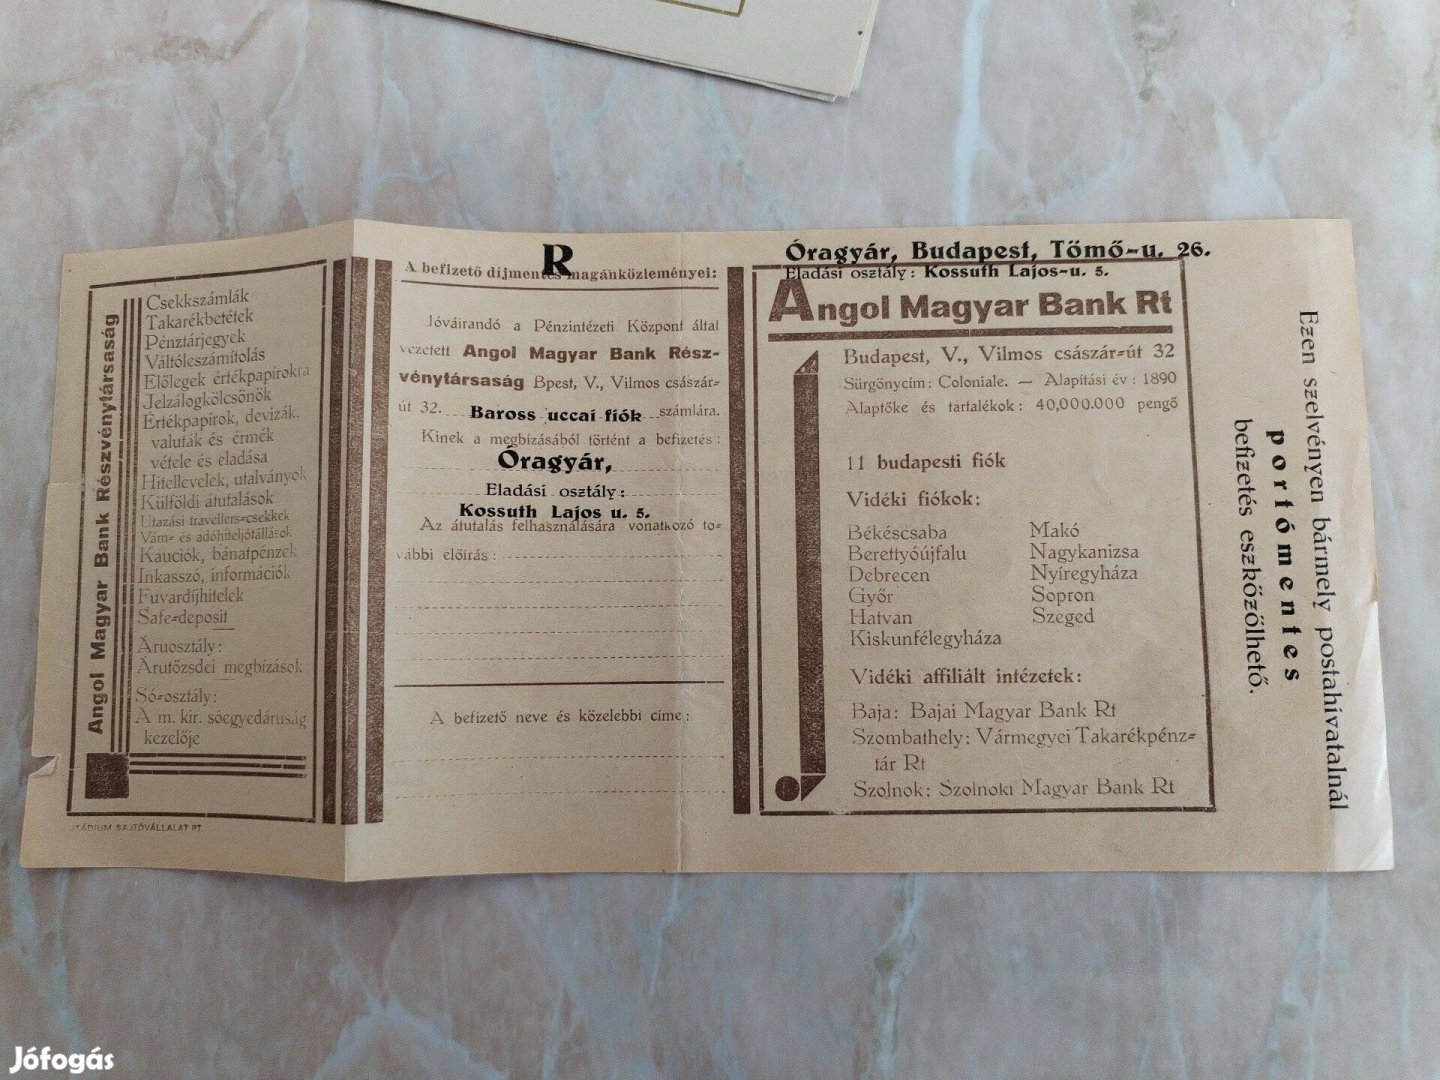 Angol Magyar Bank Részvénytársaság
Csekkszámlák
Takarékbetétek
Pénztárjegyek
Váltóleszámítolás
Előlegek értékpapírokra
Jelzálogkölcsönök
Értékpapírok, devizák,
valuták és érmék
vétele és eladása
Hitellevelek, utalványok
Külföldi átutalások
Utazási travellers-csekkek
Vám- és adóhiteljótállások
Kauciók, bánatpénzek
Inkasszó, információk
Fuvardíjhitelek
Safe-deposit
Áruosztály:
Árutőzsdei megbízások
Só-osztály:
A m. kir. sóegyedáruság
kezelője
STÁDIUM SAJTÓVÁLLALAT RT.
R
A befizető díjmentes magánközleményei:
Jóváirandó a Pénzintézeti Központ által
vezetett Angol Magyar Bank Rész-
vénytársaság Bpest, V., Vilmos császár-
út 32. Baross uccai fiók számlára.
Kinek a megbízásából történt a befizetés:
Óragyár,
Eladási osztály:
Kossuth Lajos u. 5.
Az átutalás felhasználására vonatkozó to-
vábbi előírás:
A befizető neve és közelebbi címe:
Óragyár, Budapest, Tömő-u. 26.
Eladási osztály: Kossuth Lajos-u. 5.
Angol Magyar Bank Rt
Budapest, V., Vilmos császár-út 32
Sürgönycím: Coloniale. — Alapítási év: 1890
Alaptőke és tartalékok: 40,000.000 pengő
11 budapesti fiók
Vidéki fiókok:
Békéscsaba Makó
Berettyóújfalu Nagykanizsa
Debrecen Nyíregyháza
Győr Sopron
Hatvan Szeged
Kiskunfélegyháza
Vidéki affiliált intézetek:
Baja: Bajai Magyar Bank Rt
Szombathely: Vármegyei Takarékpénz-
tár Rt
Szolnok: Szolnoki Magyar Bank Rt
Ezen szelvényen bármely postahivatalnál
portómentes
befizetés eszközölhető.
Jófogás